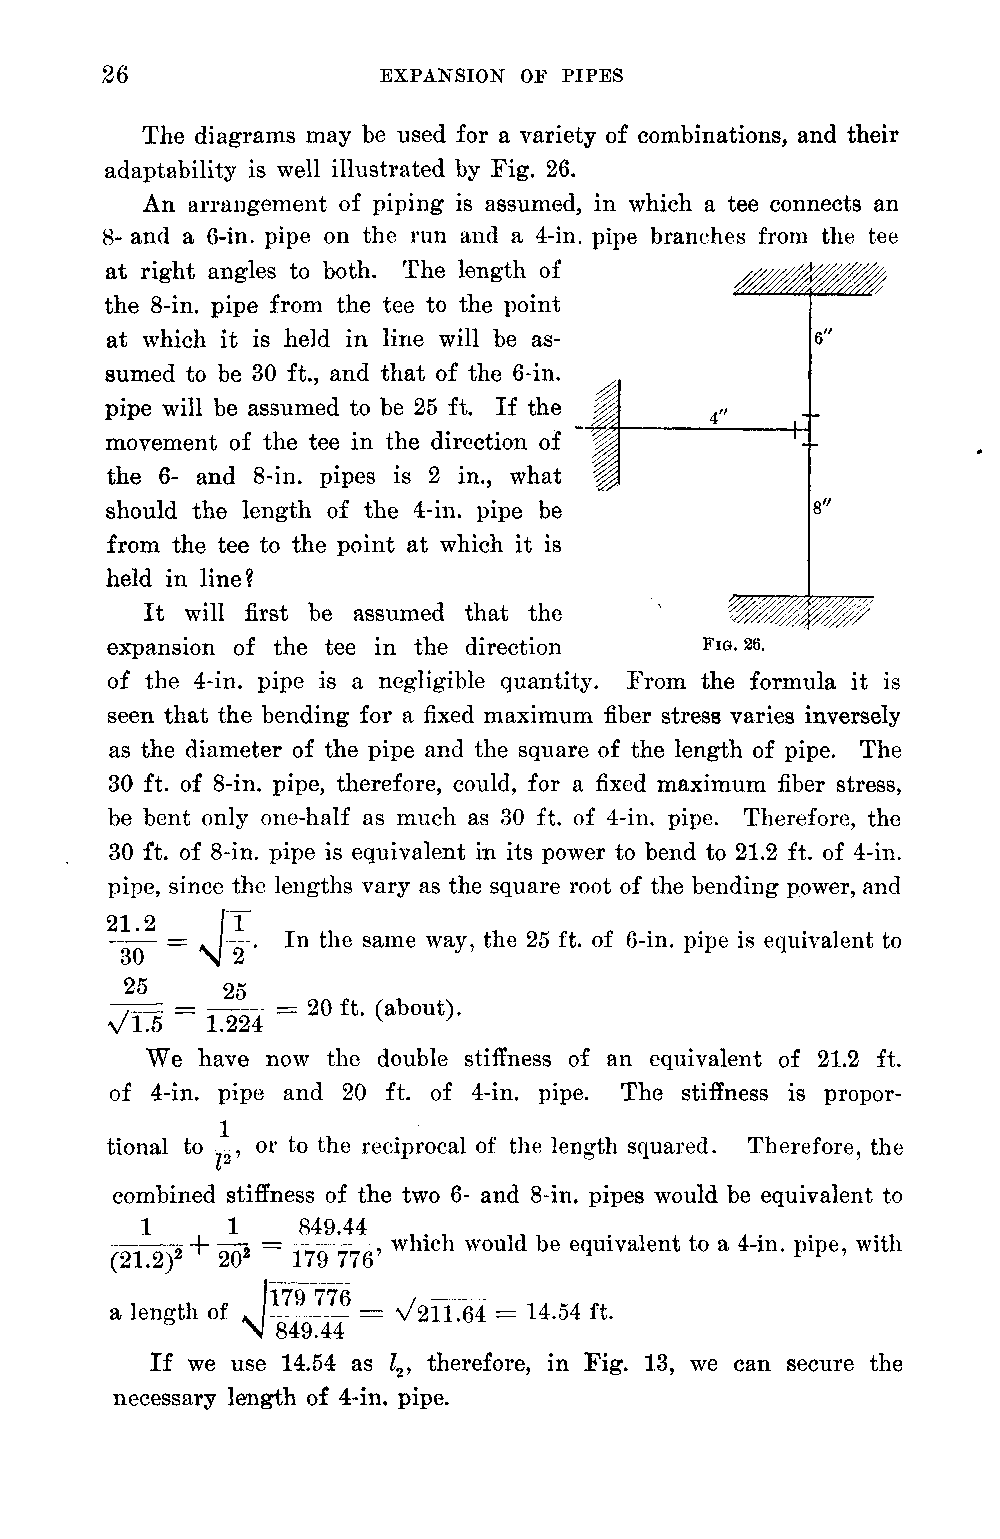 26 EXPANSION OF PIPES
The diagrams may be used for a variety of combinations, and their
adaptability is well illustrated by Fig. 26.
An arrangement of piping is assumed, in which a tee connects an
8- and a 6-in. pipe on the run and a 4-in. pipe branches from the tee
at right angles to both. The length of
the 8-in. pipe from the tee to the point
at which it is held in line will be as-
sumed to be 30 ft., and that of the 6-in.
pipe will be assumed to be 25 ft. If the
movement of the tee in the direction of
the 6- and 8-in. pipes is 2 in., what
should the length of the 4-in. pipe be
from the tee to the point at which it is
held in line?
6″
4″
8″
Fig. 26.
It will first be assumed that the
expansion of the tee in the direction
of the 4-in. pipe is a negligible quantity. From the formula it is
seen that the bending for a fixed maximum fiber stress varies inversely
as the diameter of the pipe and the square of the length of pipe. The
30 ft. of 8-in. pipe, therefore, could, for a fixed maximum fiber stress,
be bent only one-half as much as 30 ft. of 4-in. pipe. Therefore, the
30 ft. of 8-in. pipe is equivalent in its power to bend to 21.2 ft. of 4-in.
pipe, since the lengths vary as the square root of the bending power, and
21.2/30 = √(1/2). In the same way, the 25 ft. of 6-in. pipe is equivalent to
25/√1.5 = 25/1.224 = 20 ft. (about).
We have now the double stiffness of an equivalent of 21.2 ft.
of 4-in. pipe and 20 ft. of 4-in. pipe. The stiffness is propor-
tional to 1/l², or to the reciprocal of the length squared. Therefore, the
combined stiffness of the two 6- and 8-in. pipes would be equivalent to
1/(21.2)² + 1/20² = 849.44/179 776, which would be equivalent to a 4-in. pipe, with
a length of √(179 776/849.44) = √211.64 = 14.54 ft.
If we use 14.54 as l₂, therefore, in Fig. 13, we can secure the
necessary length of 4-in. pipe.